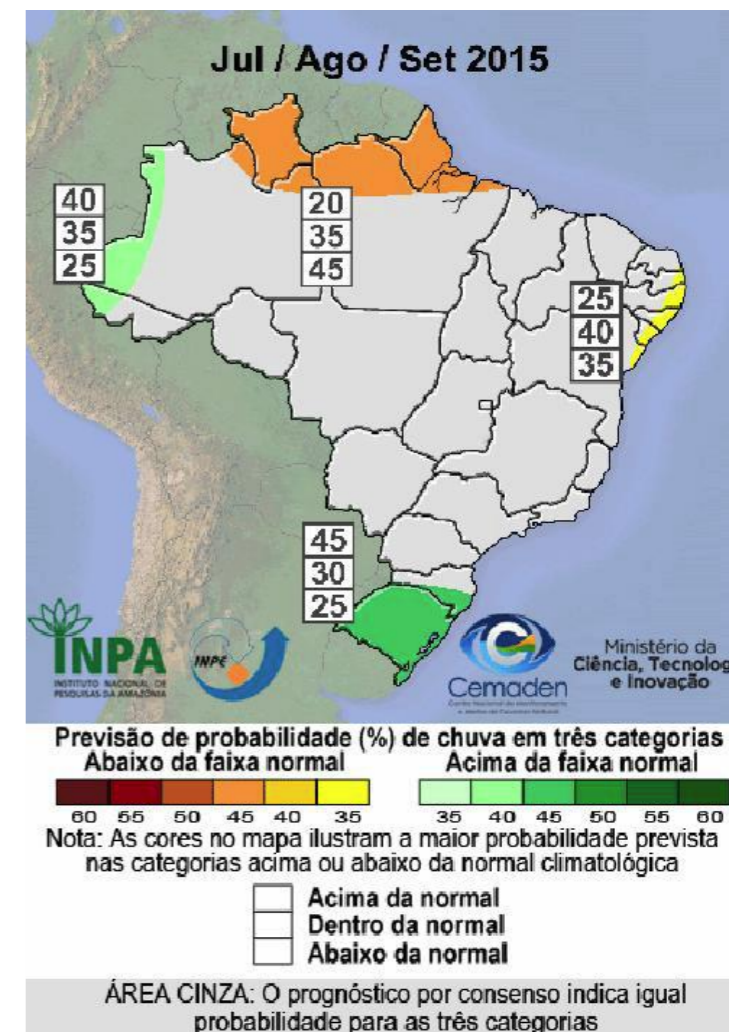 Jul / Ago / Set 2015
40
35
25
20
35
45
25
40
35
45
30
25
INPA
INSTITUTO NACIONAL DE
PESQUISAS DA AMAZÔNIA
INPE
Cemaden
Ministério da
Ciência, Tecnolog
e Inovação
Previsão de probabilidade (%) de chuva em três categorias
Abaixo da faixa normal
Acima da faixa normal
60 55 50 45 40 35
35 40 45 50 55 60
Nota: As cores no mapa ilustram a maior probabilidade prevista
nas categorias acima ou abaixo da normal climatológica
Acima da normal
Dentro da normal
Abaixo da normal
ÁREA CINZA: O prognóstico por consenso indica igual
probabilidade para as três categorias